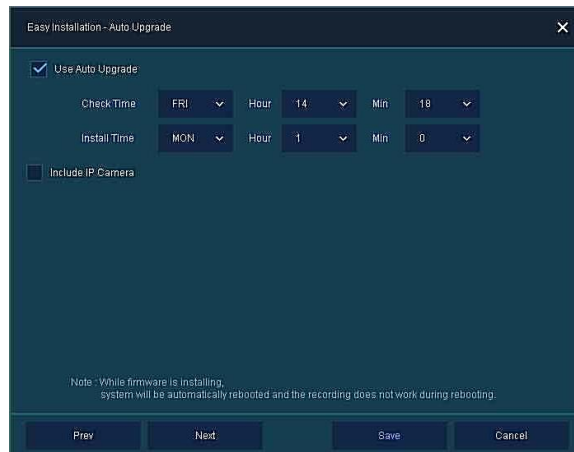 Easy Installation - Auto Upgrade
Use Auto Upgrade
Check Time FRI Hour 14 Min 18
Install Time MON Hour 1 Min 0
Include IP Camera
Note : While firmware is installing,
system will be automatically rebooted and the recording does not work during rebooting.
Prev Next Save Cancel